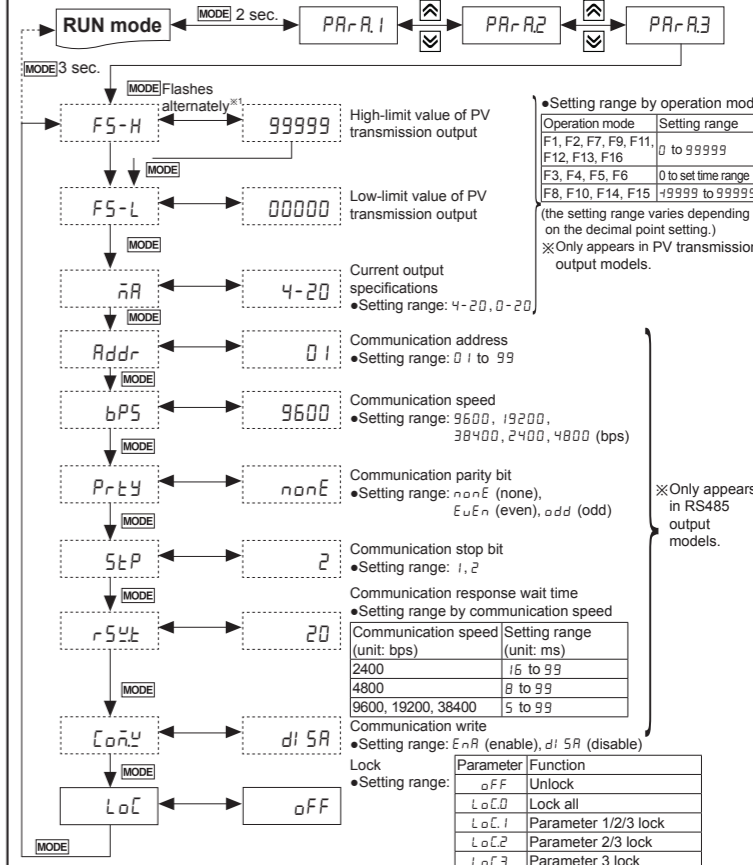 RUN mode
MODE 2 sec.
PArA.1
PArA.2
PArA.3
MODE 3 sec.
MODE Flashes
alternately※1
FS-H
99999
High-limit value of PV
transmission output
●Setting range by operation mod
Operation mode Setting range
F1, F2, F7, F9, F11,
F12, F13, F16
0 to 99999
F3, F4, F5, F6 0 to set time range
F8, F10, F14, F15 -19999 to 99999
(the setting range varies depending
on the decimal point setting.)
※Only appears in PV transmission
output models.
MODE
FS-L
00000
Low-limit value of PV
transmission output
MODE
mA
4-20
Current output
specifications
●Setting range: 4-20, 0-20
MODE
Addr
01
Communication address
●Setting range: 01 to 99
MODE
bPS
9600
Communication speed
●Setting range: 9600, 19200,
38400, 2400, 4800 (bps)
MODE
PrtY
nonE
Communication parity bit
●Setting range: nonE (none),
EvEn (even), odd (odd)
※Only appears
in RS485
output
models.
MODE
StP
2
Communication stop bit
●Setting range: 1, 2
MODE
rSW.t
20
Communication response wait time
●Setting range by communication speed
Communication speed Setting range
(unit: bps) (unit: ms)
2400 16 to 99
4800 8 to 99
9600, 19200, 38400 5 to 99
MODE
Com.W
diSA
Communication write
●Setting range: EnA (enable), diSA (disable)
MODE
LoC
oFF
Lock
●Setting range:
Parameter Function
oFF Unlock
LoC.0 Lock all
LoC.1 Parameter 1/2/3 lock
LoC.2 Parameter 2/3 lock
LoC.3 Parameter 3 lock
MODE